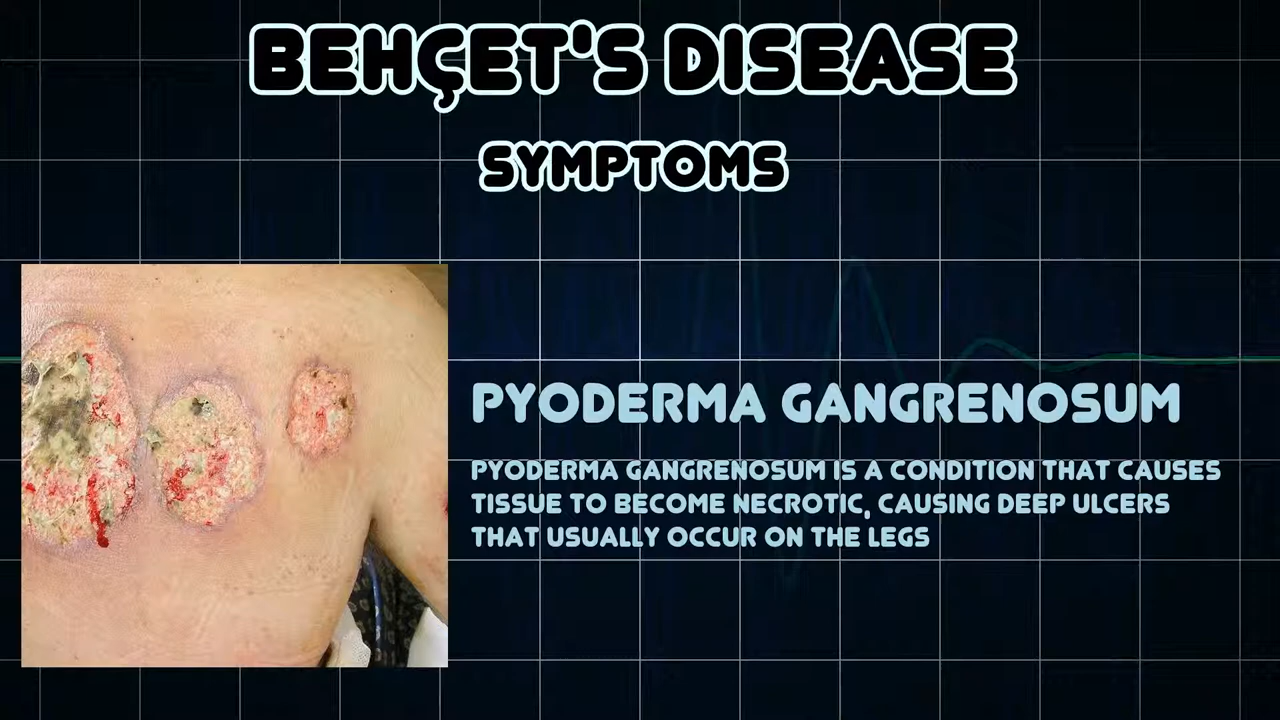 BEHÇET'S DISEASE
SYMPTOMS
PYODERMA GANGRENOSUM
PYODERMA GANGRENOSUM IS A CONDITION THAT CAUSES
TISSUE TO BECOME NECROTIC, CAUSING DEEP ULCERS
THAT USUALLY OCCUR ON THE LEGS